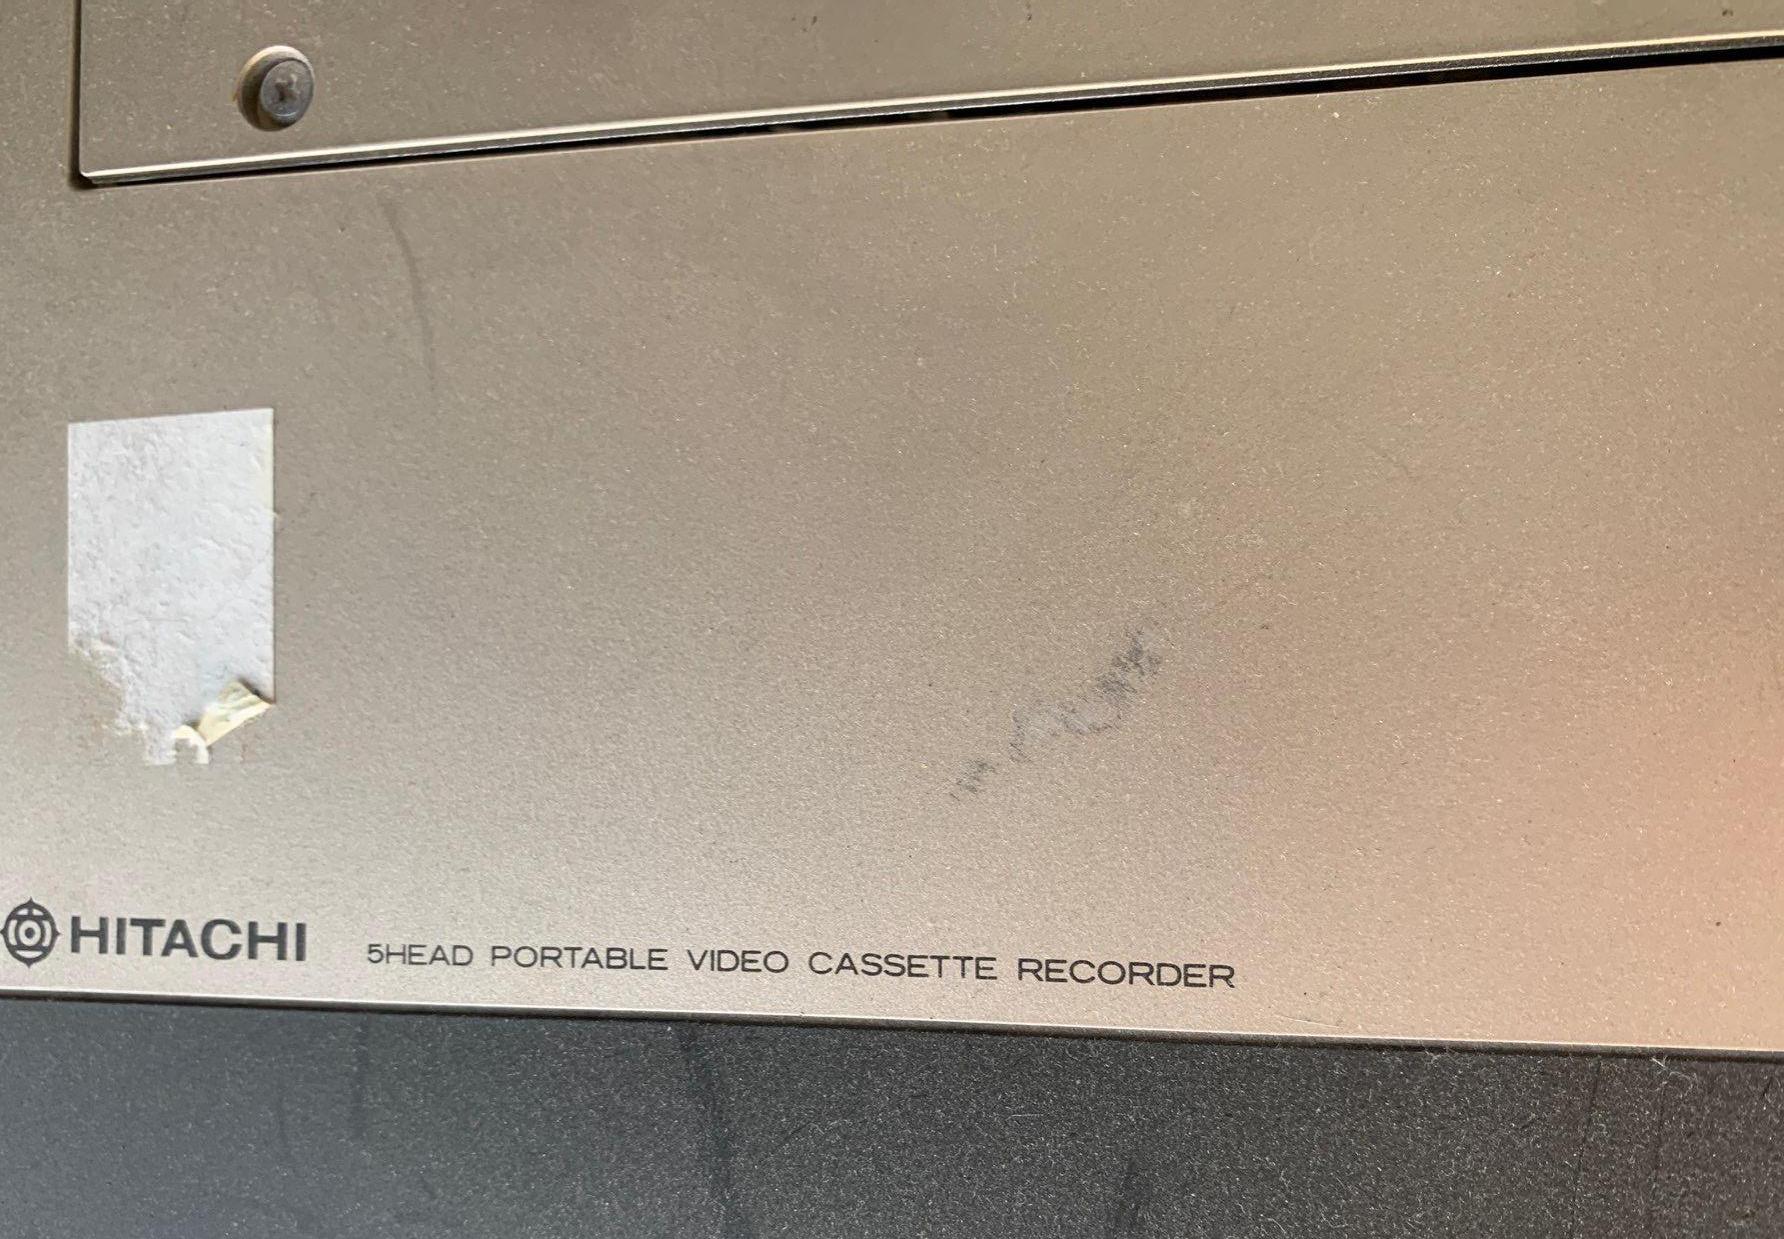 HITACHI 5HEAD PORTABLE VIDEO CASSETTE RECORDER